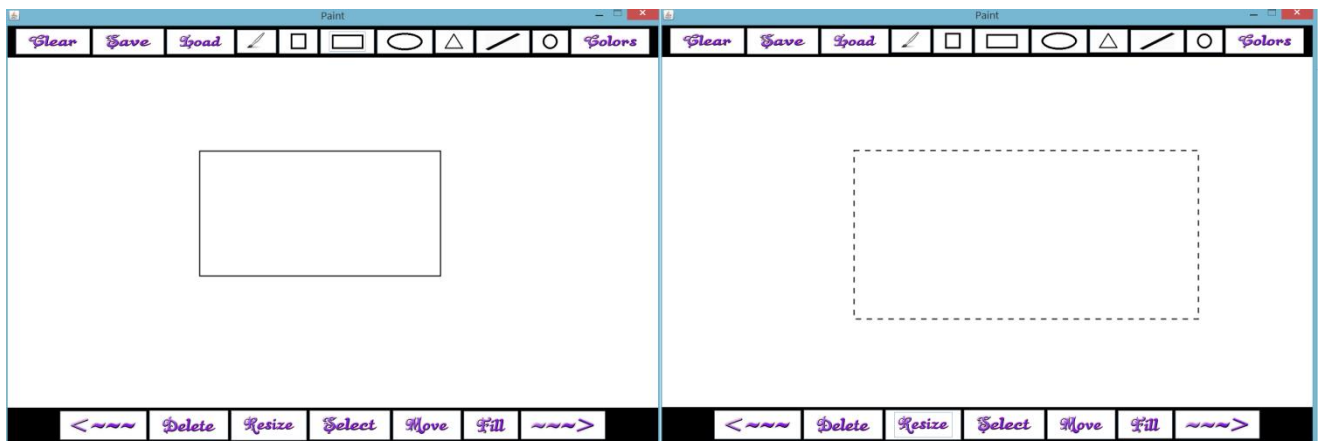 Paint
Clear Save Load Colors
<~~~ Delete Resize Select Move Fill ~~~>
Paint
Clear Save Load Colors
<~~~ Delete Resize Select Move Fill ~~~>